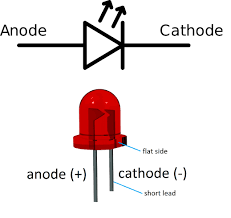 Anode Cathode
flat side
anode (+) cathode (-)
short lead